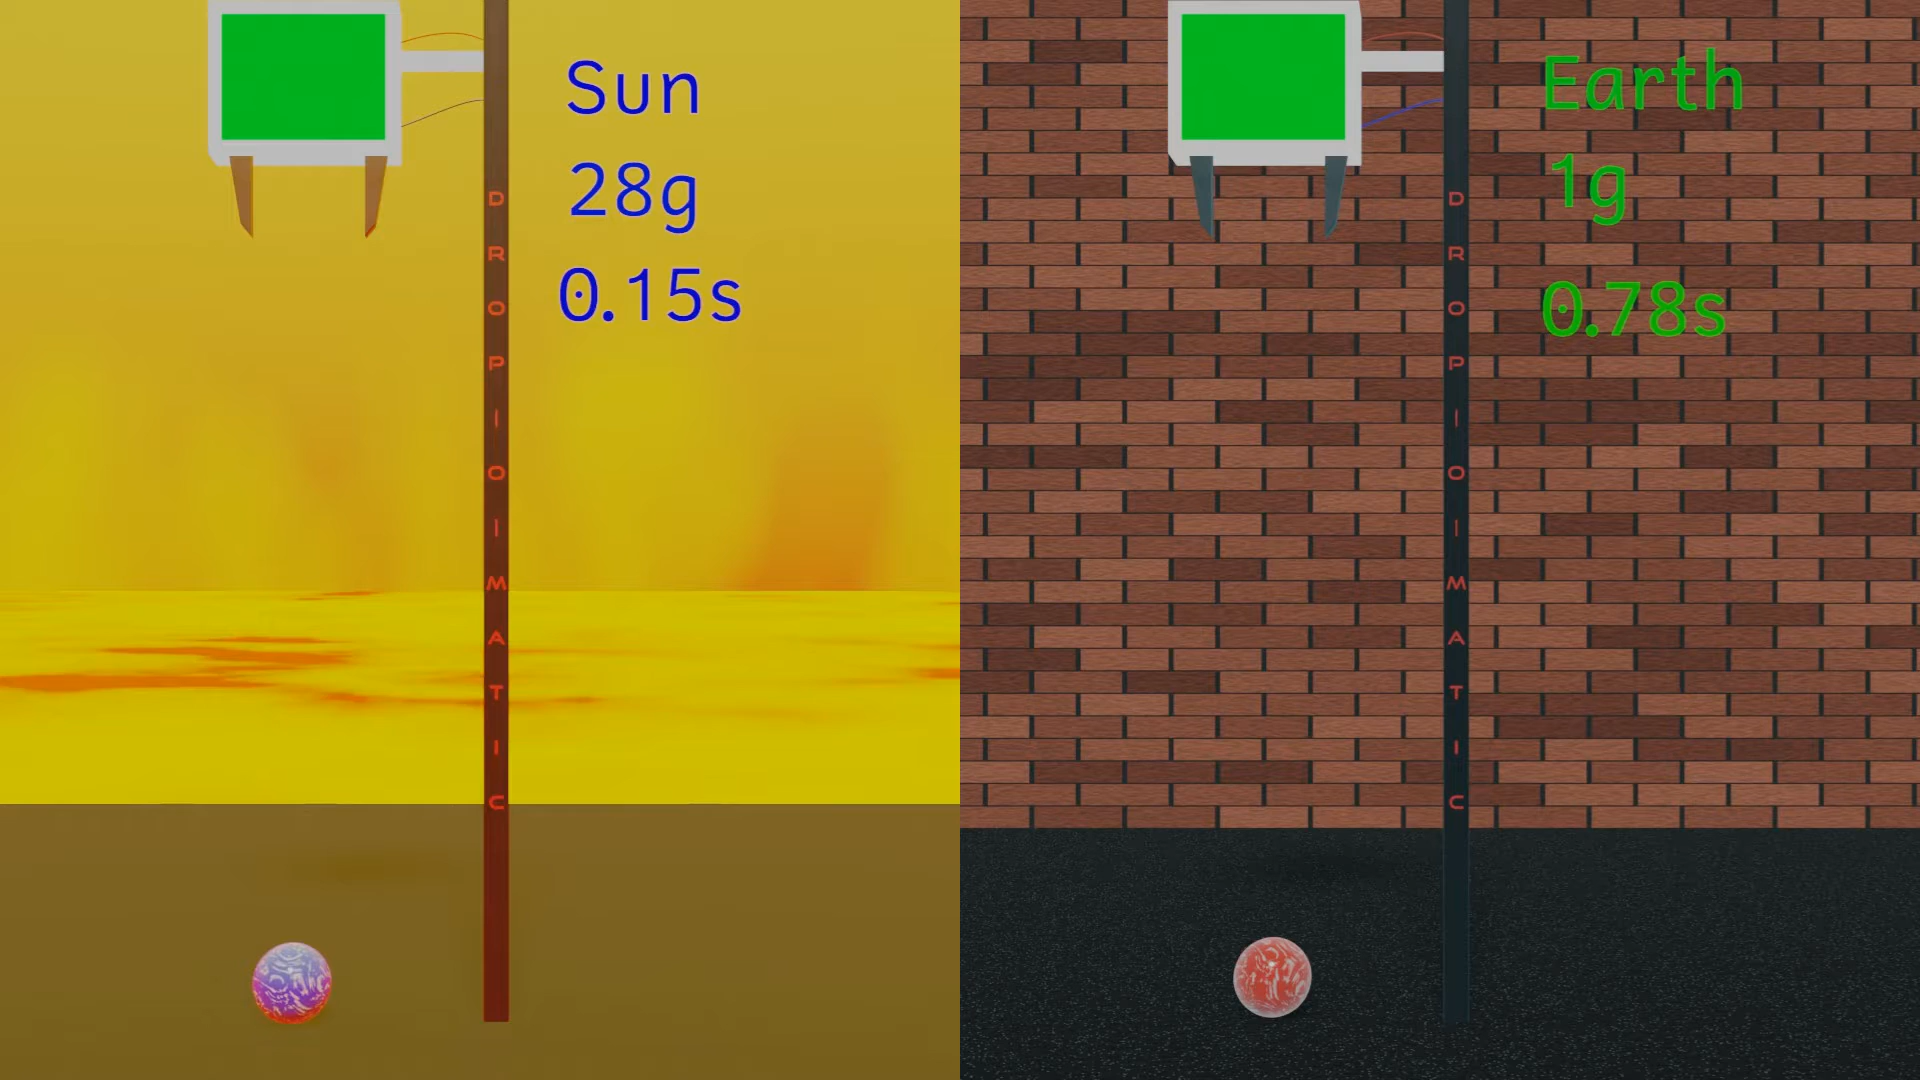 Sun
28g
0.15s
DROPIOIMATIC
Earth
1g
0.78s
DROPIOIMATIC